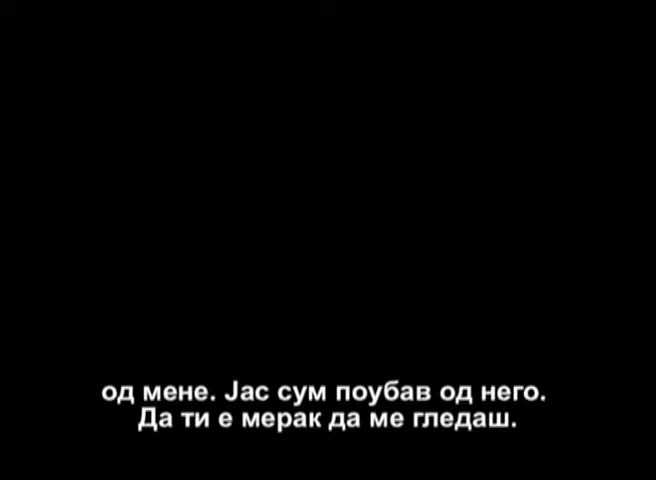 од мене. Јас сум поубав од него.
Да ти е мерак да ме гледаш.